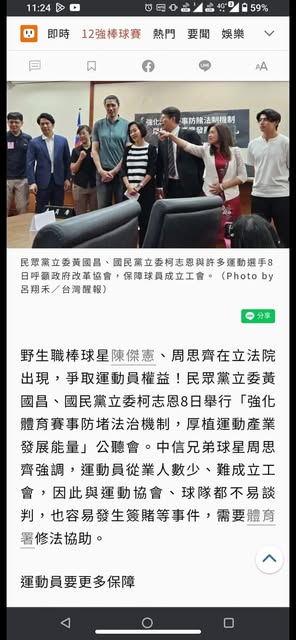 11:24
4G
59%
即時 12強棒球賽 熱門 要聞 娛樂
AA
「強化
事防堵法制機制
民眾黨立委黃國昌、國民黨立委柯志恩與許多運動選手8
日呼籲政府改革協會，保障球員成立工會。（Photo by
呂翔禾／台灣醒報）
分享
野生職棒球星陳傑憲、周思齊在立法院
出現，爭取運動員權益！民眾黨立委黃
國昌、國民黨立委柯志恩8日舉行「強化
體育賽事防堵法治機制，厚植運動產業
發展能量」公聽會。中信兄弟球星周思
齊強調，運動員從業人數少、難成立工
會，因此與運動協會、球隊都不易談
判，也容易發生簽賭等事件，需要體育
署修法協助。
運動員要更多保障